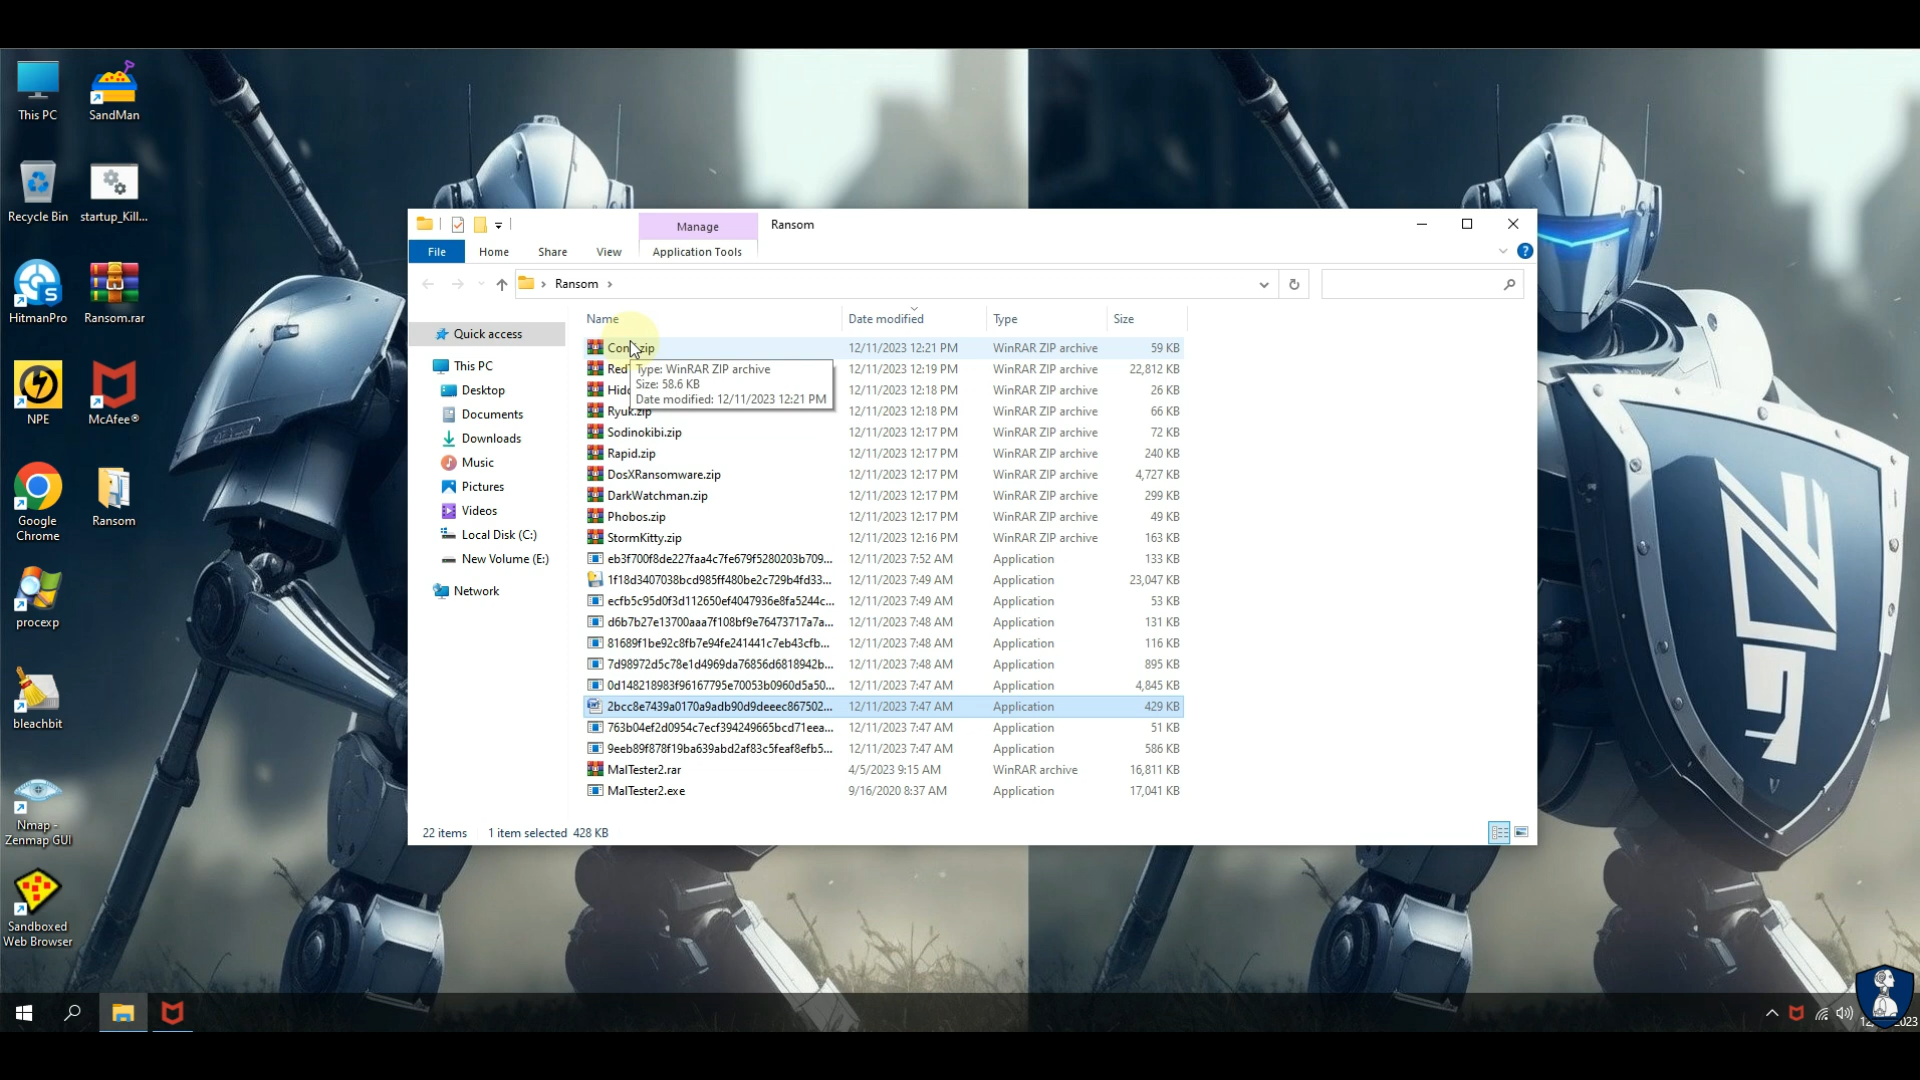 This PC
SandMan
Recycle Bin
startup_Kill...
HitmanPro
Ransom.rar
NPE
McAfee®
Google
Chrome
Ransom
procexp
bleachbit
Nmap -
Zenmap GUI
Sandboxed
Web Browser
Manage
Ransom
File
Home
Share
View
Application Tools
Ransom
Quick access
This PC
Desktop
Documents
Downloads
Music
Pictures
Videos
Local Disk (C:)
New Volume (E:)
Network
Name Date modified Type Size
12/11/2023 12:21 PM WinRAR ZIP archive 59 KB
12/11/2023 12:19 PM WinRAR ZIP archive 22,812 KB
12/11/2023 12:18 PM WinRAR ZIP archive 26 KB
Type: WinRAR ZIP archive
Size: 58.6 KB
Date modified: 12/11/2023 12:21 PM
Ryuk.zip 12/11/2023 12:18 PM WinRAR ZIP archive 66 KB
Sodinokibi.zip 12/11/2023 12:17 PM WinRAR ZIP archive 72 KB
Rapid.zip 12/11/2023 12:17 PM WinRAR ZIP archive 240 KB
DosXRansomware.zip 12/11/2023 12:17 PM WinRAR ZIP archive 4,727 KB
DarkWatchman.zip 12/11/2023 12:17 PM WinRAR ZIP archive 299 KB
Phobos.zip 12/11/2023 12:17 PM WinRAR ZIP archive 49 KB
StormKitty.zip 12/11/2023 12:16 PM WinRAR ZIP archive 163 KB
eb3f700f8de227faa4c7fe679f5280203b709... 12/11/2023 7:52 AM Application 133 KB
1f18d3407038bcd985ff480be2c729b4fd33... 12/11/2023 7:49 AM Application 23,047 KB
ecfb5c95d0f3d112650ef4047936e8fa5244c... 12/11/2023 7:49 AM Application 53 KB
d6b7b27e13700aaa7f108bf9e76473717a7a... 12/11/2023 7:48 AM Application 131 KB
81689f1be92c8fb7e94fe241441c7eb43cfb... 12/11/2023 7:48 AM Application 116 KB
7d98972d5c78e1d4969da76856d6818942b... 12/11/2023 7:48 AM Application 895 KB
0d148218983f96167795e70053b0960d5a50... 12/11/2023 7:47 AM Application 4,845 KB
2bcc8e7439a0170a9adb90d9deeec867502... 12/11/2023 7:47 AM Application 429 KB
763b04ef2d0954c7ecf394249665bcd71eea... 12/11/2023 7:47 AM Application 51 KB
9eeb89f878f19ba639abd2af83c5feaf8efb5... 12/11/2023 7:47 AM Application 586 KB
MalTester2.rar 4/5/2023 9:15 AM WinRAR archive 16,811 KB
MalTester2.exe 9/16/2020 8:37 AM Application 17,041 KB
22 items 1 item selected 428 KB